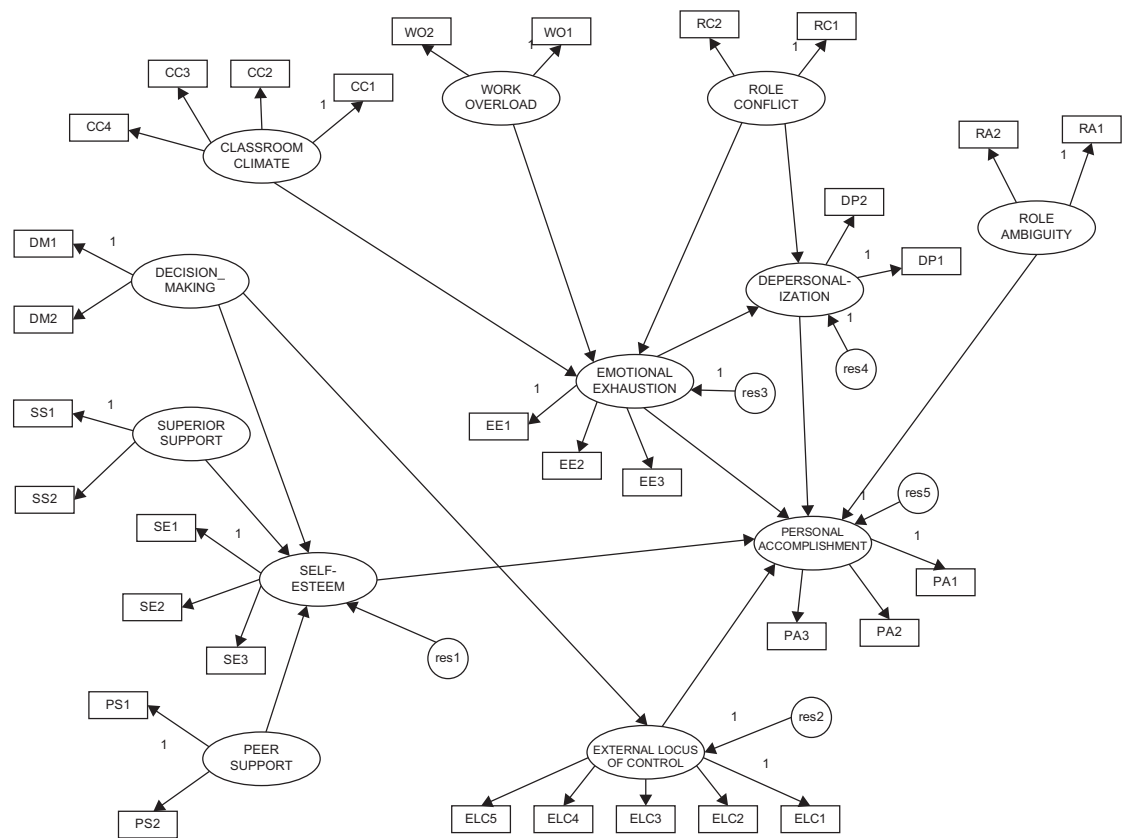 WO2
WO1
1
RC2
RC1
1
CC3
CC2
CC1
1
CC4
WORK
OVERLOAD
ROLE
CONFLICT
CLASSROOM
CLIMATE
RA2
RA1
1
ROLE
AMBIGUITY
DP2
DP1
1
DEPERSONAL-
IZATION
1
res4
DM1
1
DECISION_
MAKING
DM2
EMOTIONAL
EXHAUSTION
1
res3
1
EE1
EE2
EE3
SS1
1
SUPERIOR
SUPPORT
SS2
1
res5
PERSONAL
ACCOMPLISHMENT
1
PA1
PA2
PA3
SE1
1
SELF-
ESTEEM
SE2
SE3
res1
PS1
1
PEER
SUPPORT
PS2
1
res2
EXTERNAL LOCUS
OF CONTROL
1
ELC5
ELC4
ELC3
ELC2
ELC1